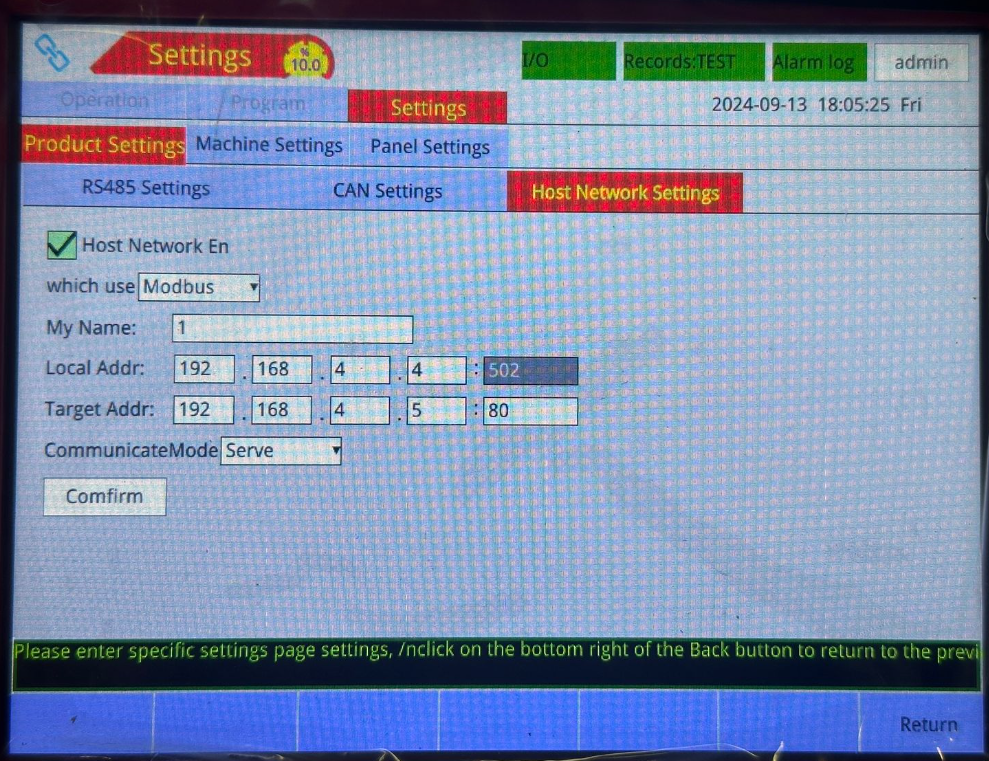 Settings % 10.0 I/O Records:TEST Alarm log admin
Operation Program Settings 2024-09-13 18:05:25 Fri
Product Settings Machine Settings Panel Settings
RS485 Settings CAN Settings Host Network Settings
Host Network En
which use Modbus
My Name: 1
Local Addr: 192 . 168 . 4 . 4 : 502
Target Addr: 192 . 168 . 4 . 5 : 80
CommunicateMode Serve
Comfirm
Please enter specific settings page settings, /nclick on the bottom right of the Back button to return to the previ
Return